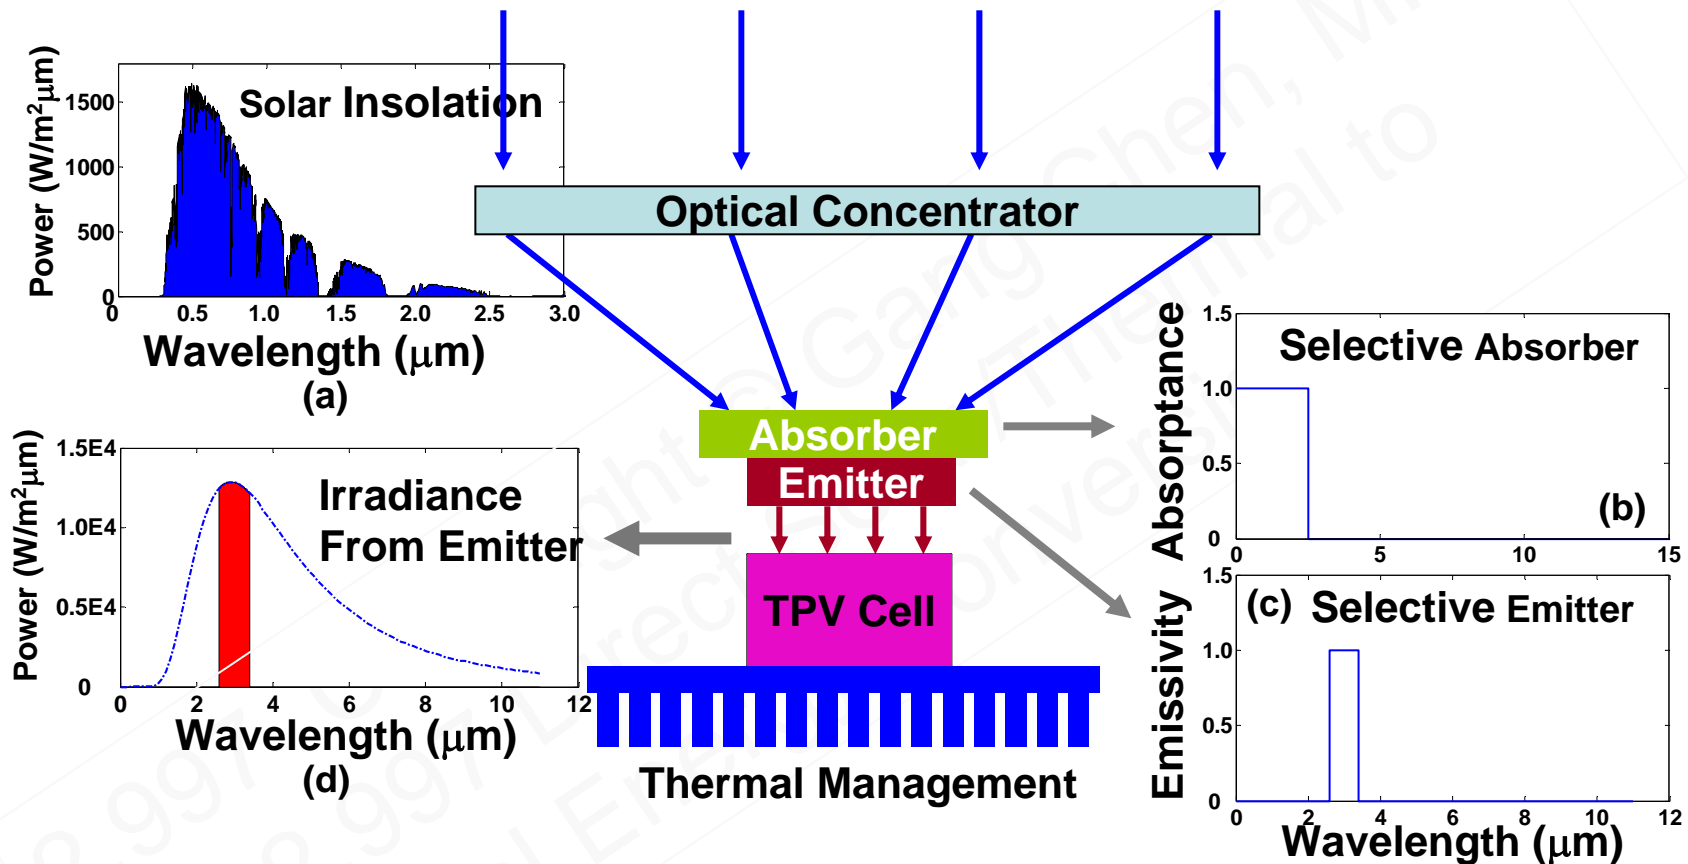 Power (W/m²μm)
1500
1000
500
0
Solar Insolation
0 0.5 1.0 1.5 2.0 2.5 3.0
Wavelength (μm)
(a)
Optical Concentrator
Absorber
Emitter
TPV Cell
Thermal Management
Power (W/m²μm)
1.5E4
1.0E4
0.5E4
0
Irradiance
From Emitter
0 2 4 6 8 10 12
Wavelength (μm)
(d)
Absorptance
1.5
1.0
0.5
0
Selective Absorber
(b)
0 5 10 15
Emissivity
1.5
1.0
0.5
0
(c) Selective Emitter
0 2 4 6 8 10 12
Wavelength (μm)